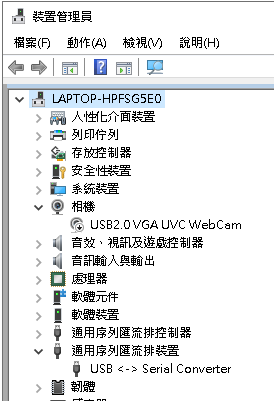 裝置管理員
檔案(F) 動作(A) 檢視(V) 說明(H)
LAPTOP-HPFSG5E0
人性化介面裝置
列印佇列
存放控制器
安全性裝置
系統裝置
相機
USB2.0 VGA UVC WebCam
音效、視訊及遊戲控制器
音訊輸入與輸出
處理器
軟體元件
軟體裝置
通用序列匯流排控制器
通用序列匯流排裝置
USB <-> Serial Converter
韌體